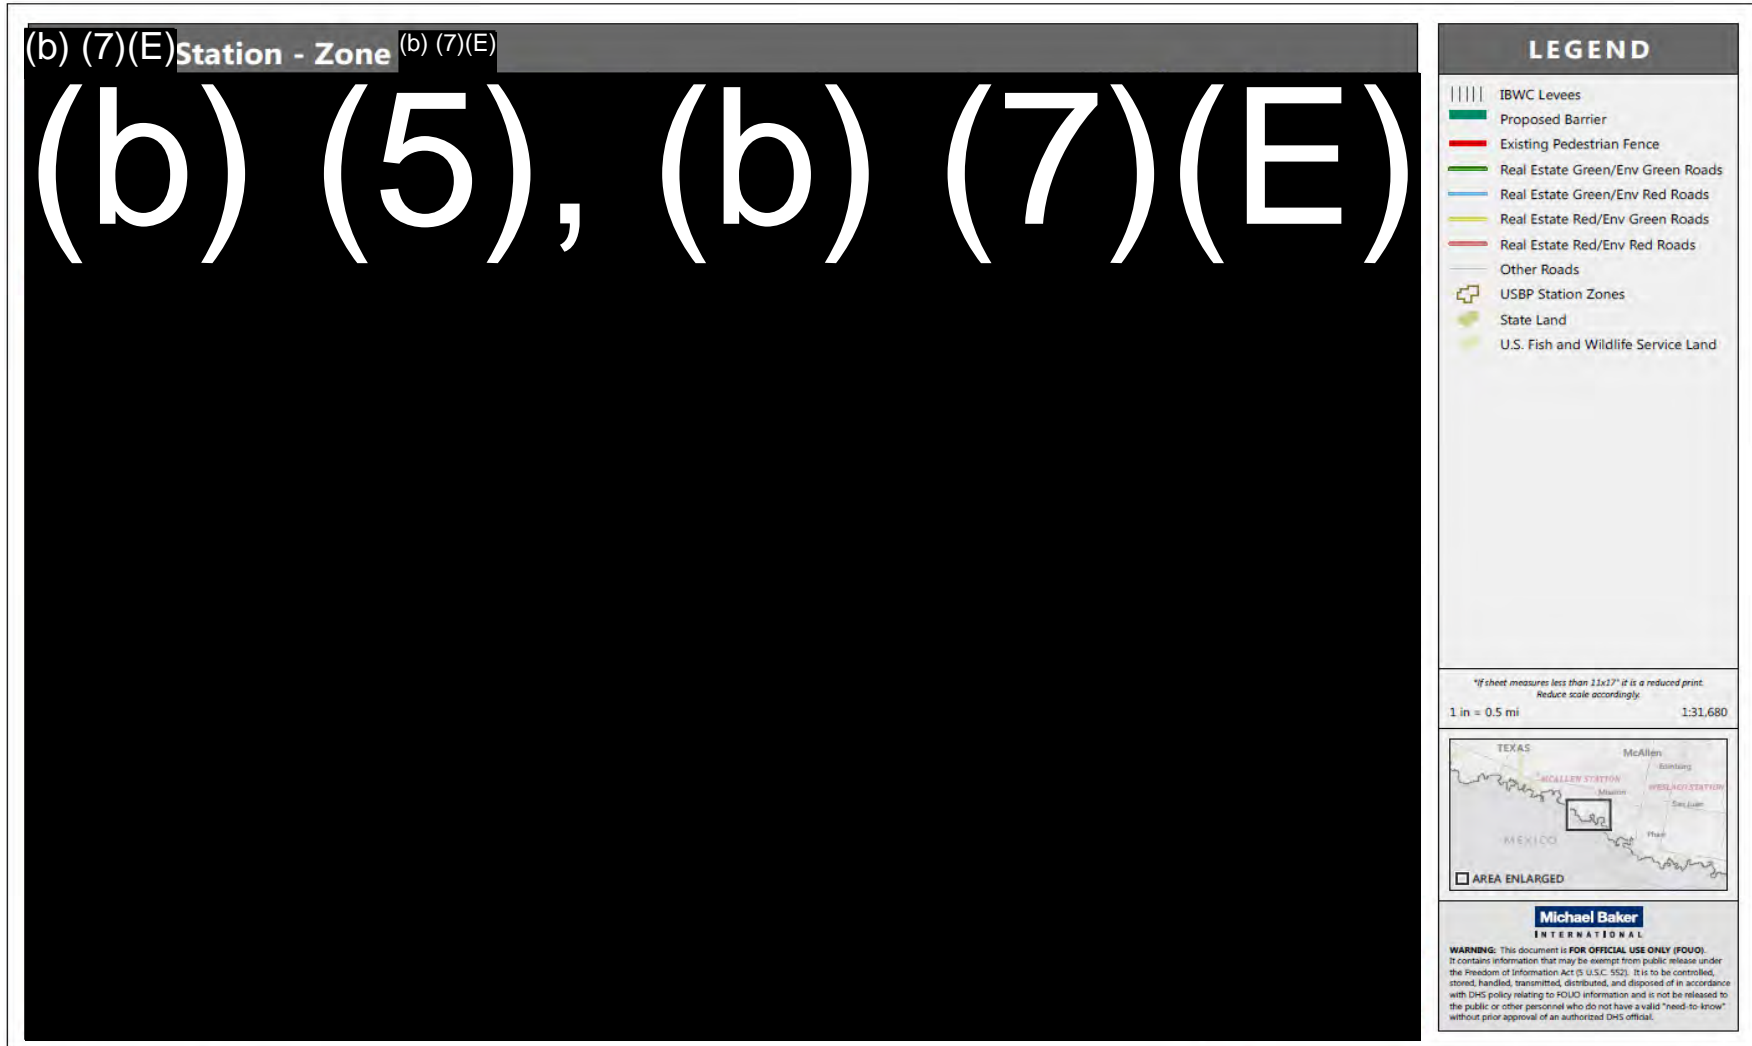 (b) (7)(E) Station - Zone (b) (7)(E)
(b) (5), (b) (7)(E)
LEGEND
IBWC Levees
Proposed Barrier
Existing Pedestrian Fence
Real Estate Green/Env Green Roads
Real Estate Green/Env Red Roads
Real Estate Red/Env Green Roads
Real Estate Red/Env Red Roads
Other Roads
USBP Station Zones
State Land
U.S. Fish and Wildlife Service Land
*If sheet measures less than 11x17" it is a reduced print.
Reduce scale accordingly.
1 in = 0.5 mi 1:31,680
TEXAS
McAllen
Edinburg
MCALLEN STATION
WESLACO STATION
Mission
San Juan
Pharr
MEXICO
AREA ENLARGED
Michael Baker
INTERNATIONAL
WARNING: This document is FOR OFFICIAL USE ONLY (FOUO).
It contains information that may be exempt from public release under
the Freedom of Information Act (5 U.S.C. 552). It is to be controlled,
stored, handled, transmitted, distributed, and disposed of in accordance
with DHS policy relating to FOUO information and is not be released to
the public or other personnel who do not have a valid "need-to-know"
without prior approval of an authorized DHS official.